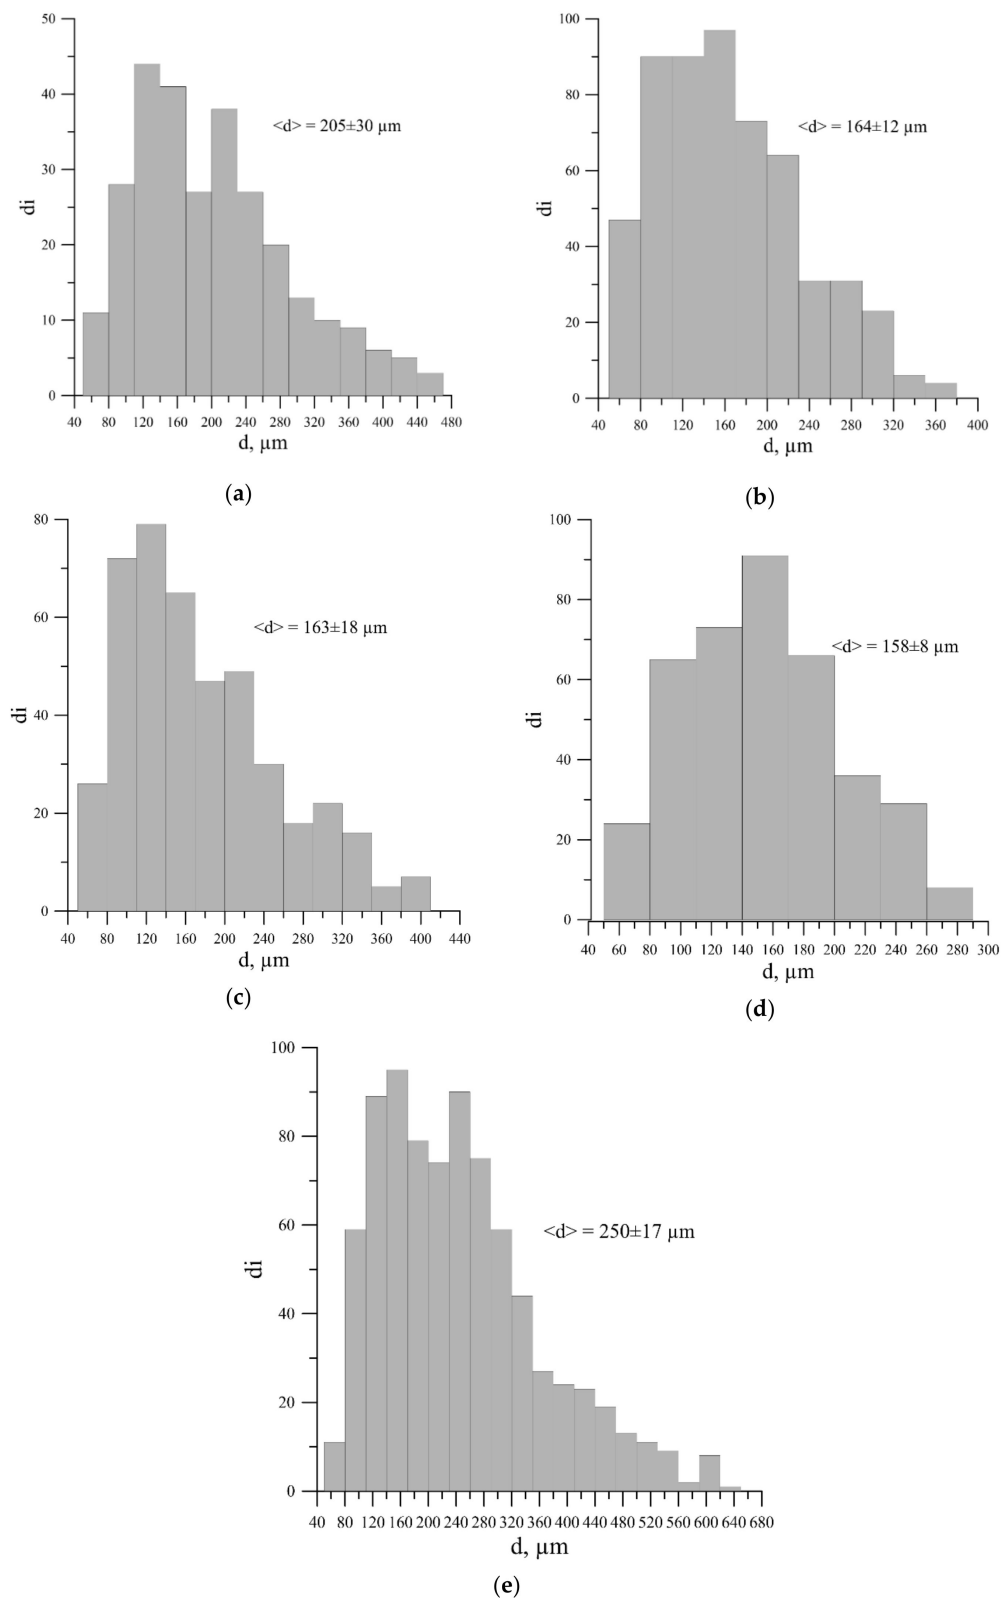 50
40
30
20
10
0
di
<d> = 205±30 µm
40 80 120 160 200 240 280 320 360 400 440 480
d, µm
(a)
100
80
60
40
20
0
di
<d> = 164±12 µm
40 80 120 160 200 240 280 320 360 400
d, µm
(b)
80
60
40
20
0
di
<d> = 163±18 µm
40 80 120 160 200 240 280 320 360 400 440
d, µm
(c)
100
80
60
40
20
0
di
<d> = 158±8 µm
40 60 80 100 120 140 160 180 200 220 240 260 280 300
d, µm
(d)
100
80
60
40
20
0
di
<d> = 250±17 µm
40 80 120 160 200 240 280 320 360 400 440 480 520 560 600 640 680
d, µm
(e)